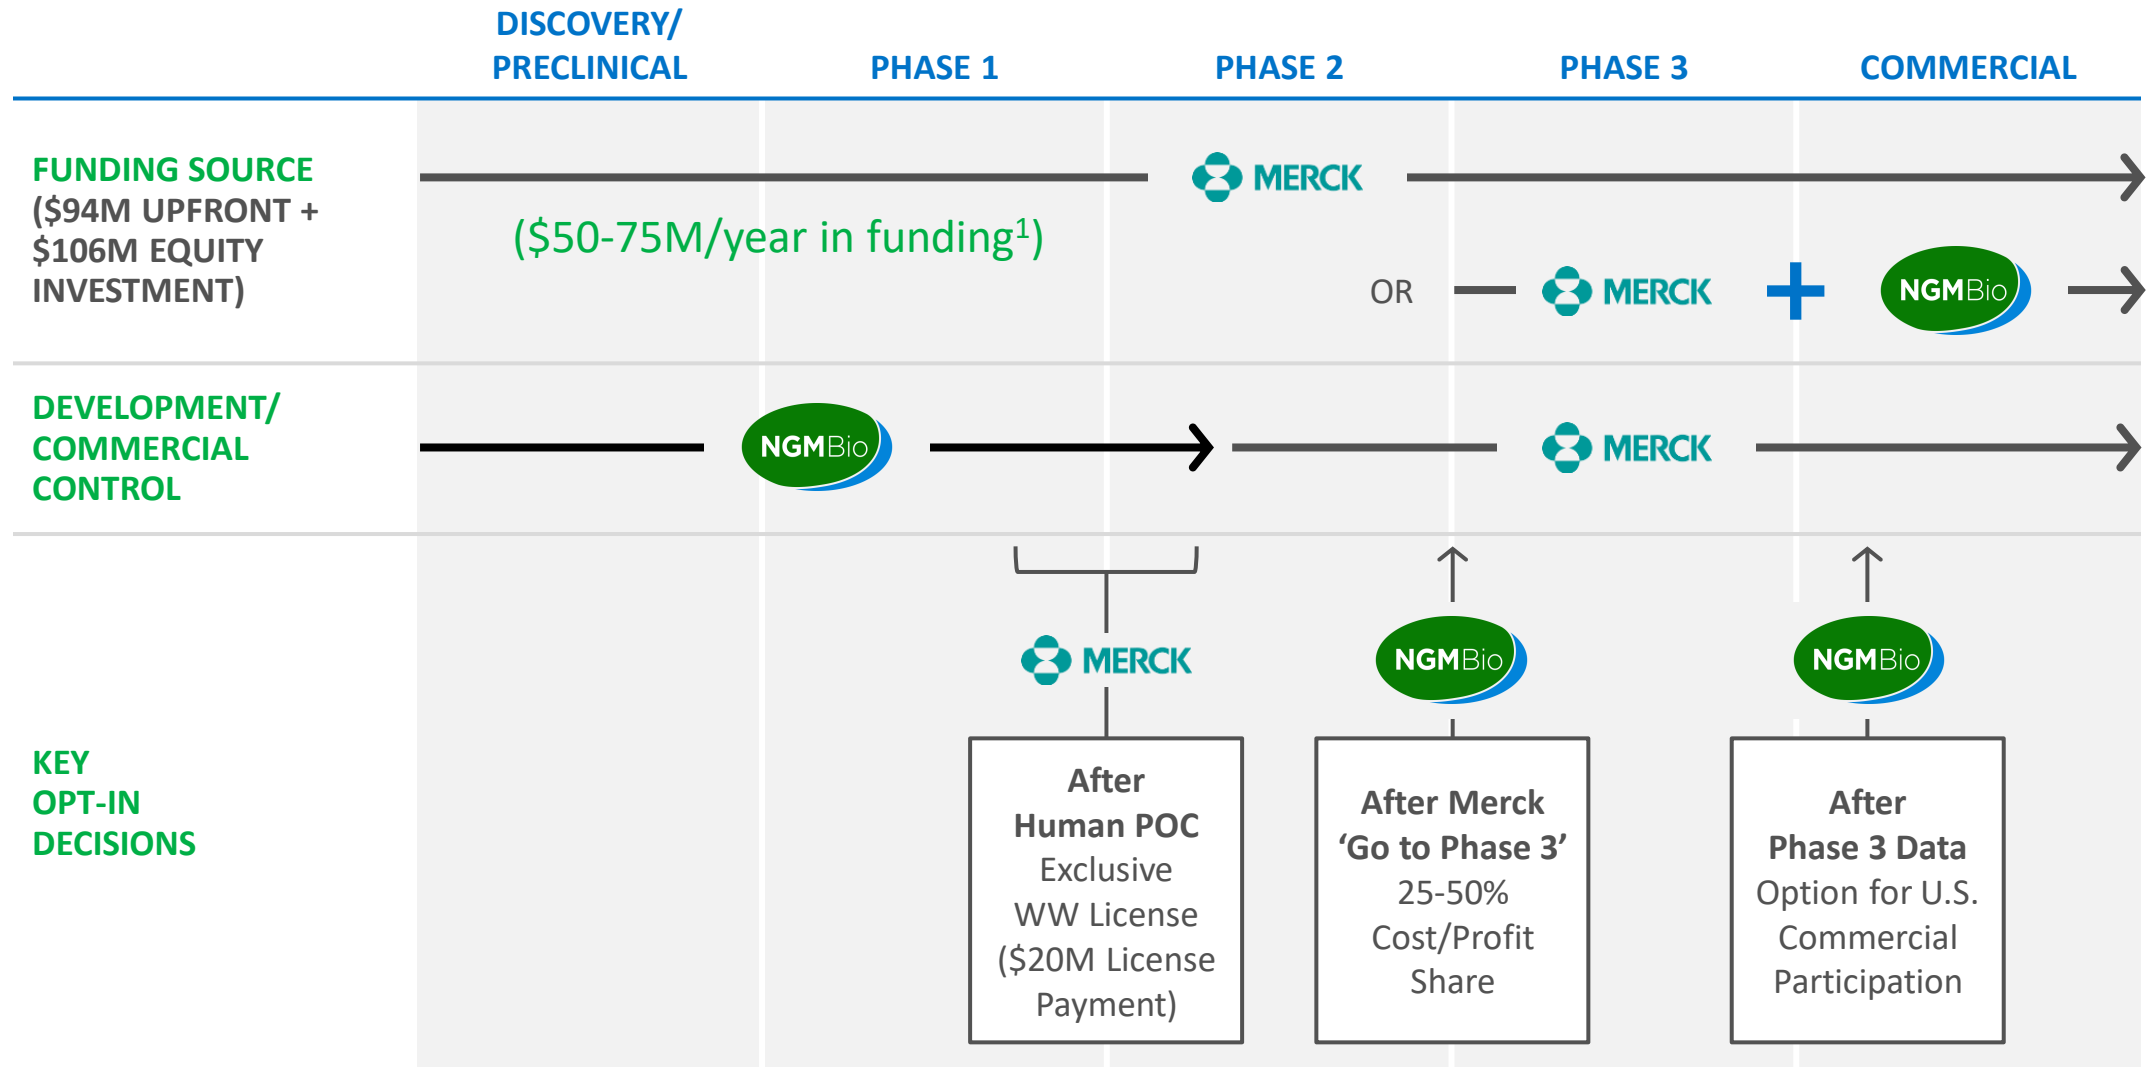 DISCOVERY/
PRECLINICAL
PHASE 1
PHASE 2
PHASE 3
COMMERCIAL
FUNDING SOURCE
($94M UPFRONT +
$106M EQUITY
INVESTMENT)
MERCK
($50-75M/year in funding¹)
OR
MERCK
NGMBio
DEVELOPMENT/
COMMERCIAL
CONTROL
NGMBio
MERCK
KEY
OPT-IN
DECISIONS
MERCK
After
Human POC
Exclusive
WW License
($20M License
Payment)
NGMBio
After Merck
‘Go to Phase 3’
25-50%
Cost/Profit
Share
NGMBio
After
Phase 3 Data
Option for U.S.
Commercial
Participation